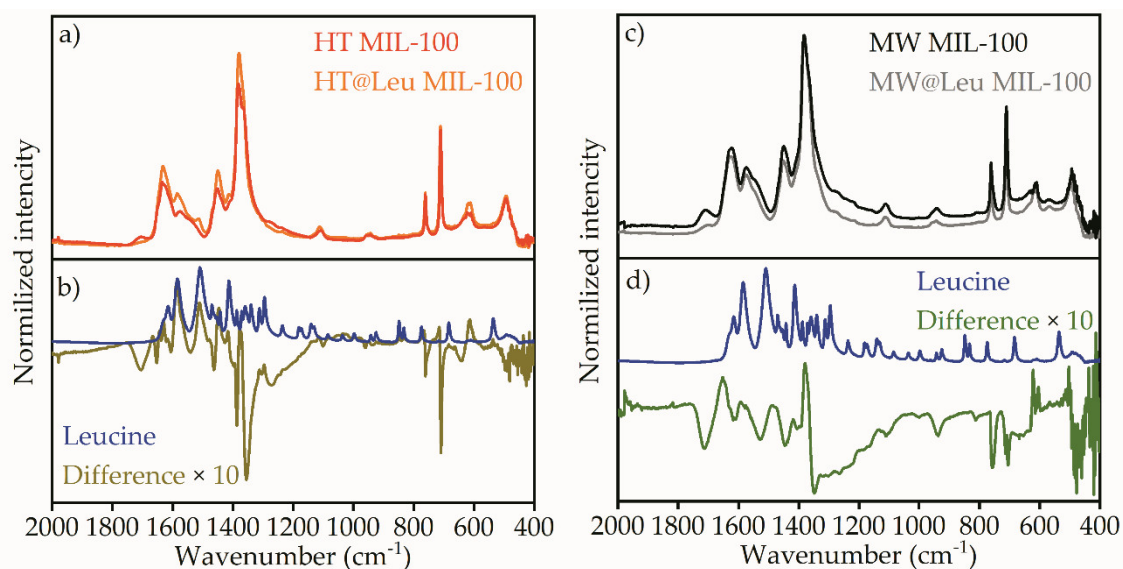 a)
HT MIL-100
HT@Leu MIL-100
b)
Leucine
Difference × 10
Normilized intencity
2000 1800 1600 1400 1200 1000 800 600 400
Wavenumber (cm⁻¹)
c)
MW MIL-100
MW@Leu MIL-100
d)
Leucine
Difference × 10
Normilized intencity
2000 1800 1600 1400 1200 1000 800 600 400
Wavenumber (cm⁻¹)